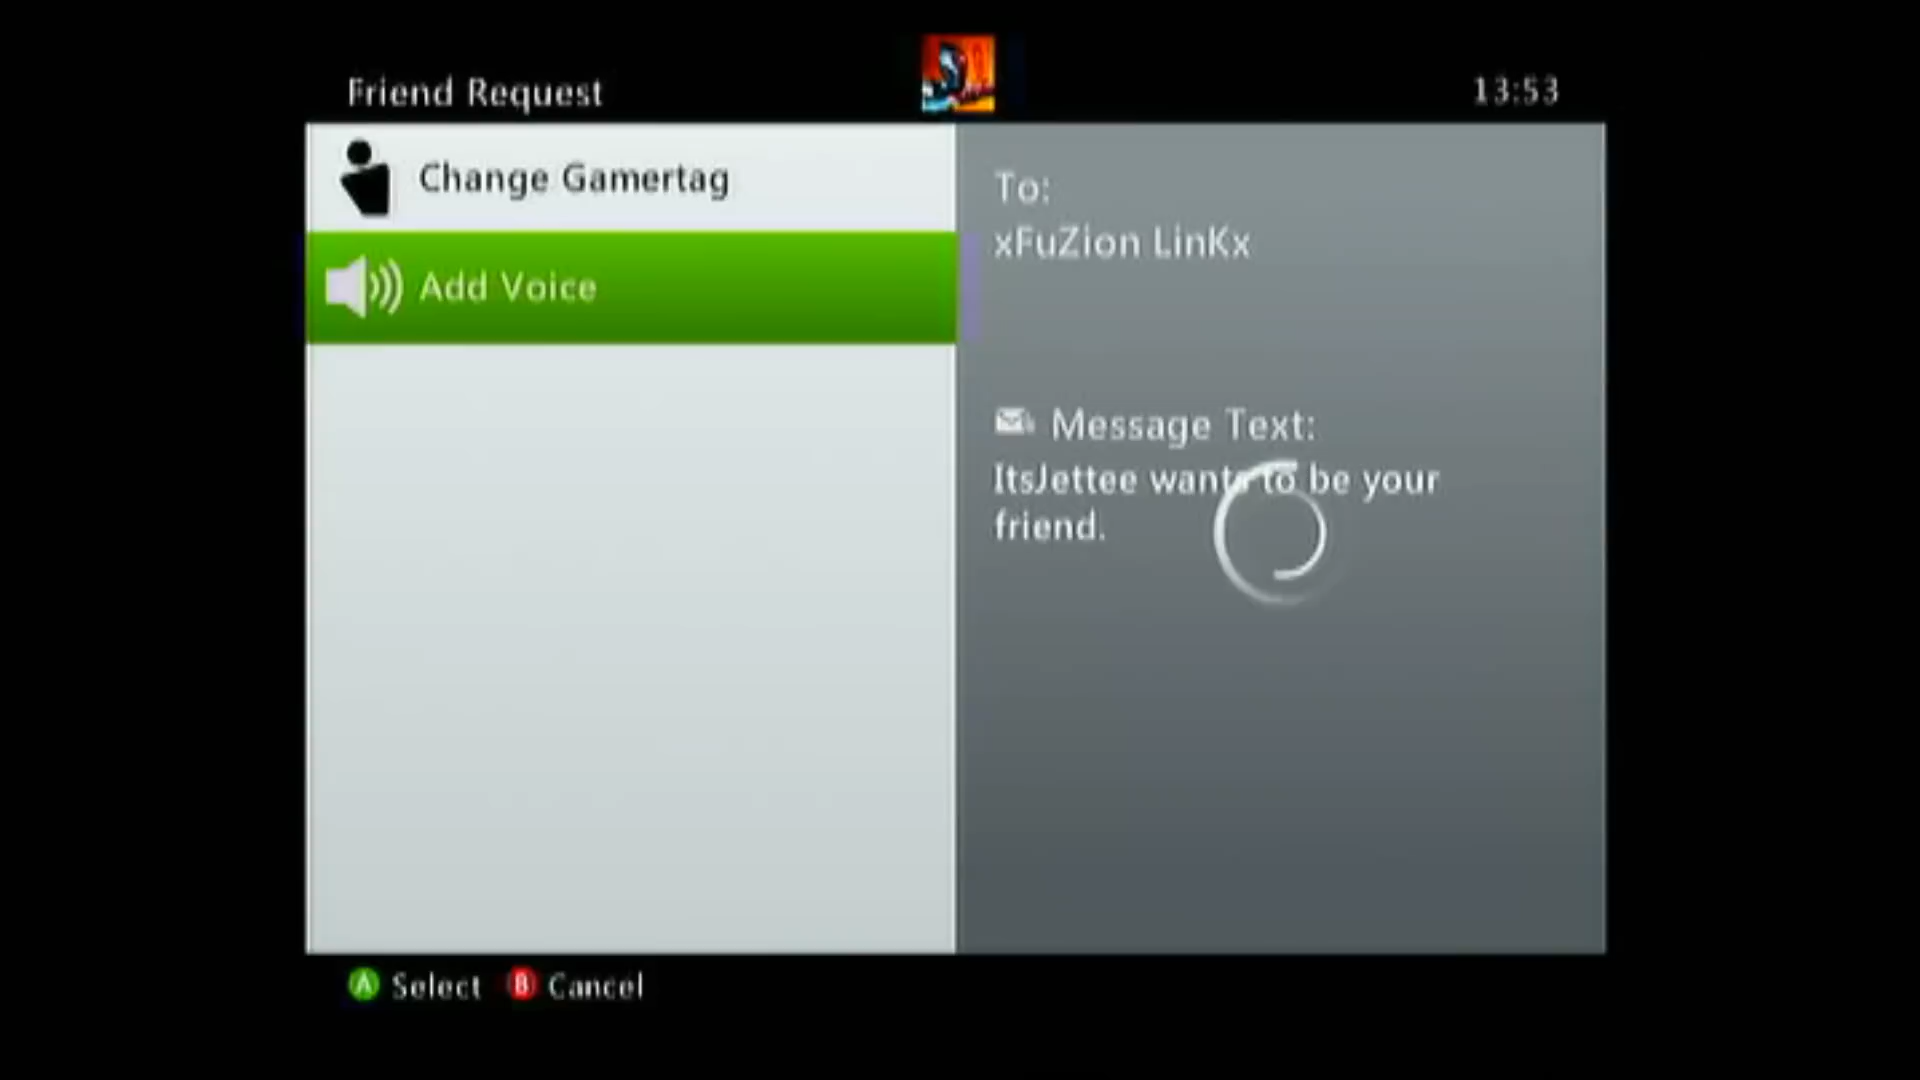 Friend Request
13:53
Change Gamertag
Add Voice
To:
xFuZion LinKx
Message Text:
ItsJettee wants to be your
friend.
A Select B Cancel